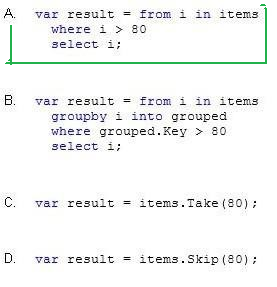 A. var result = from i in items
where i > 80
select i;
B. var result = from i in items
groupby i into grouped
where grouped.Key > 80
select i;
C. var result = items.Take(80);
D. var result = items.Skip(80);